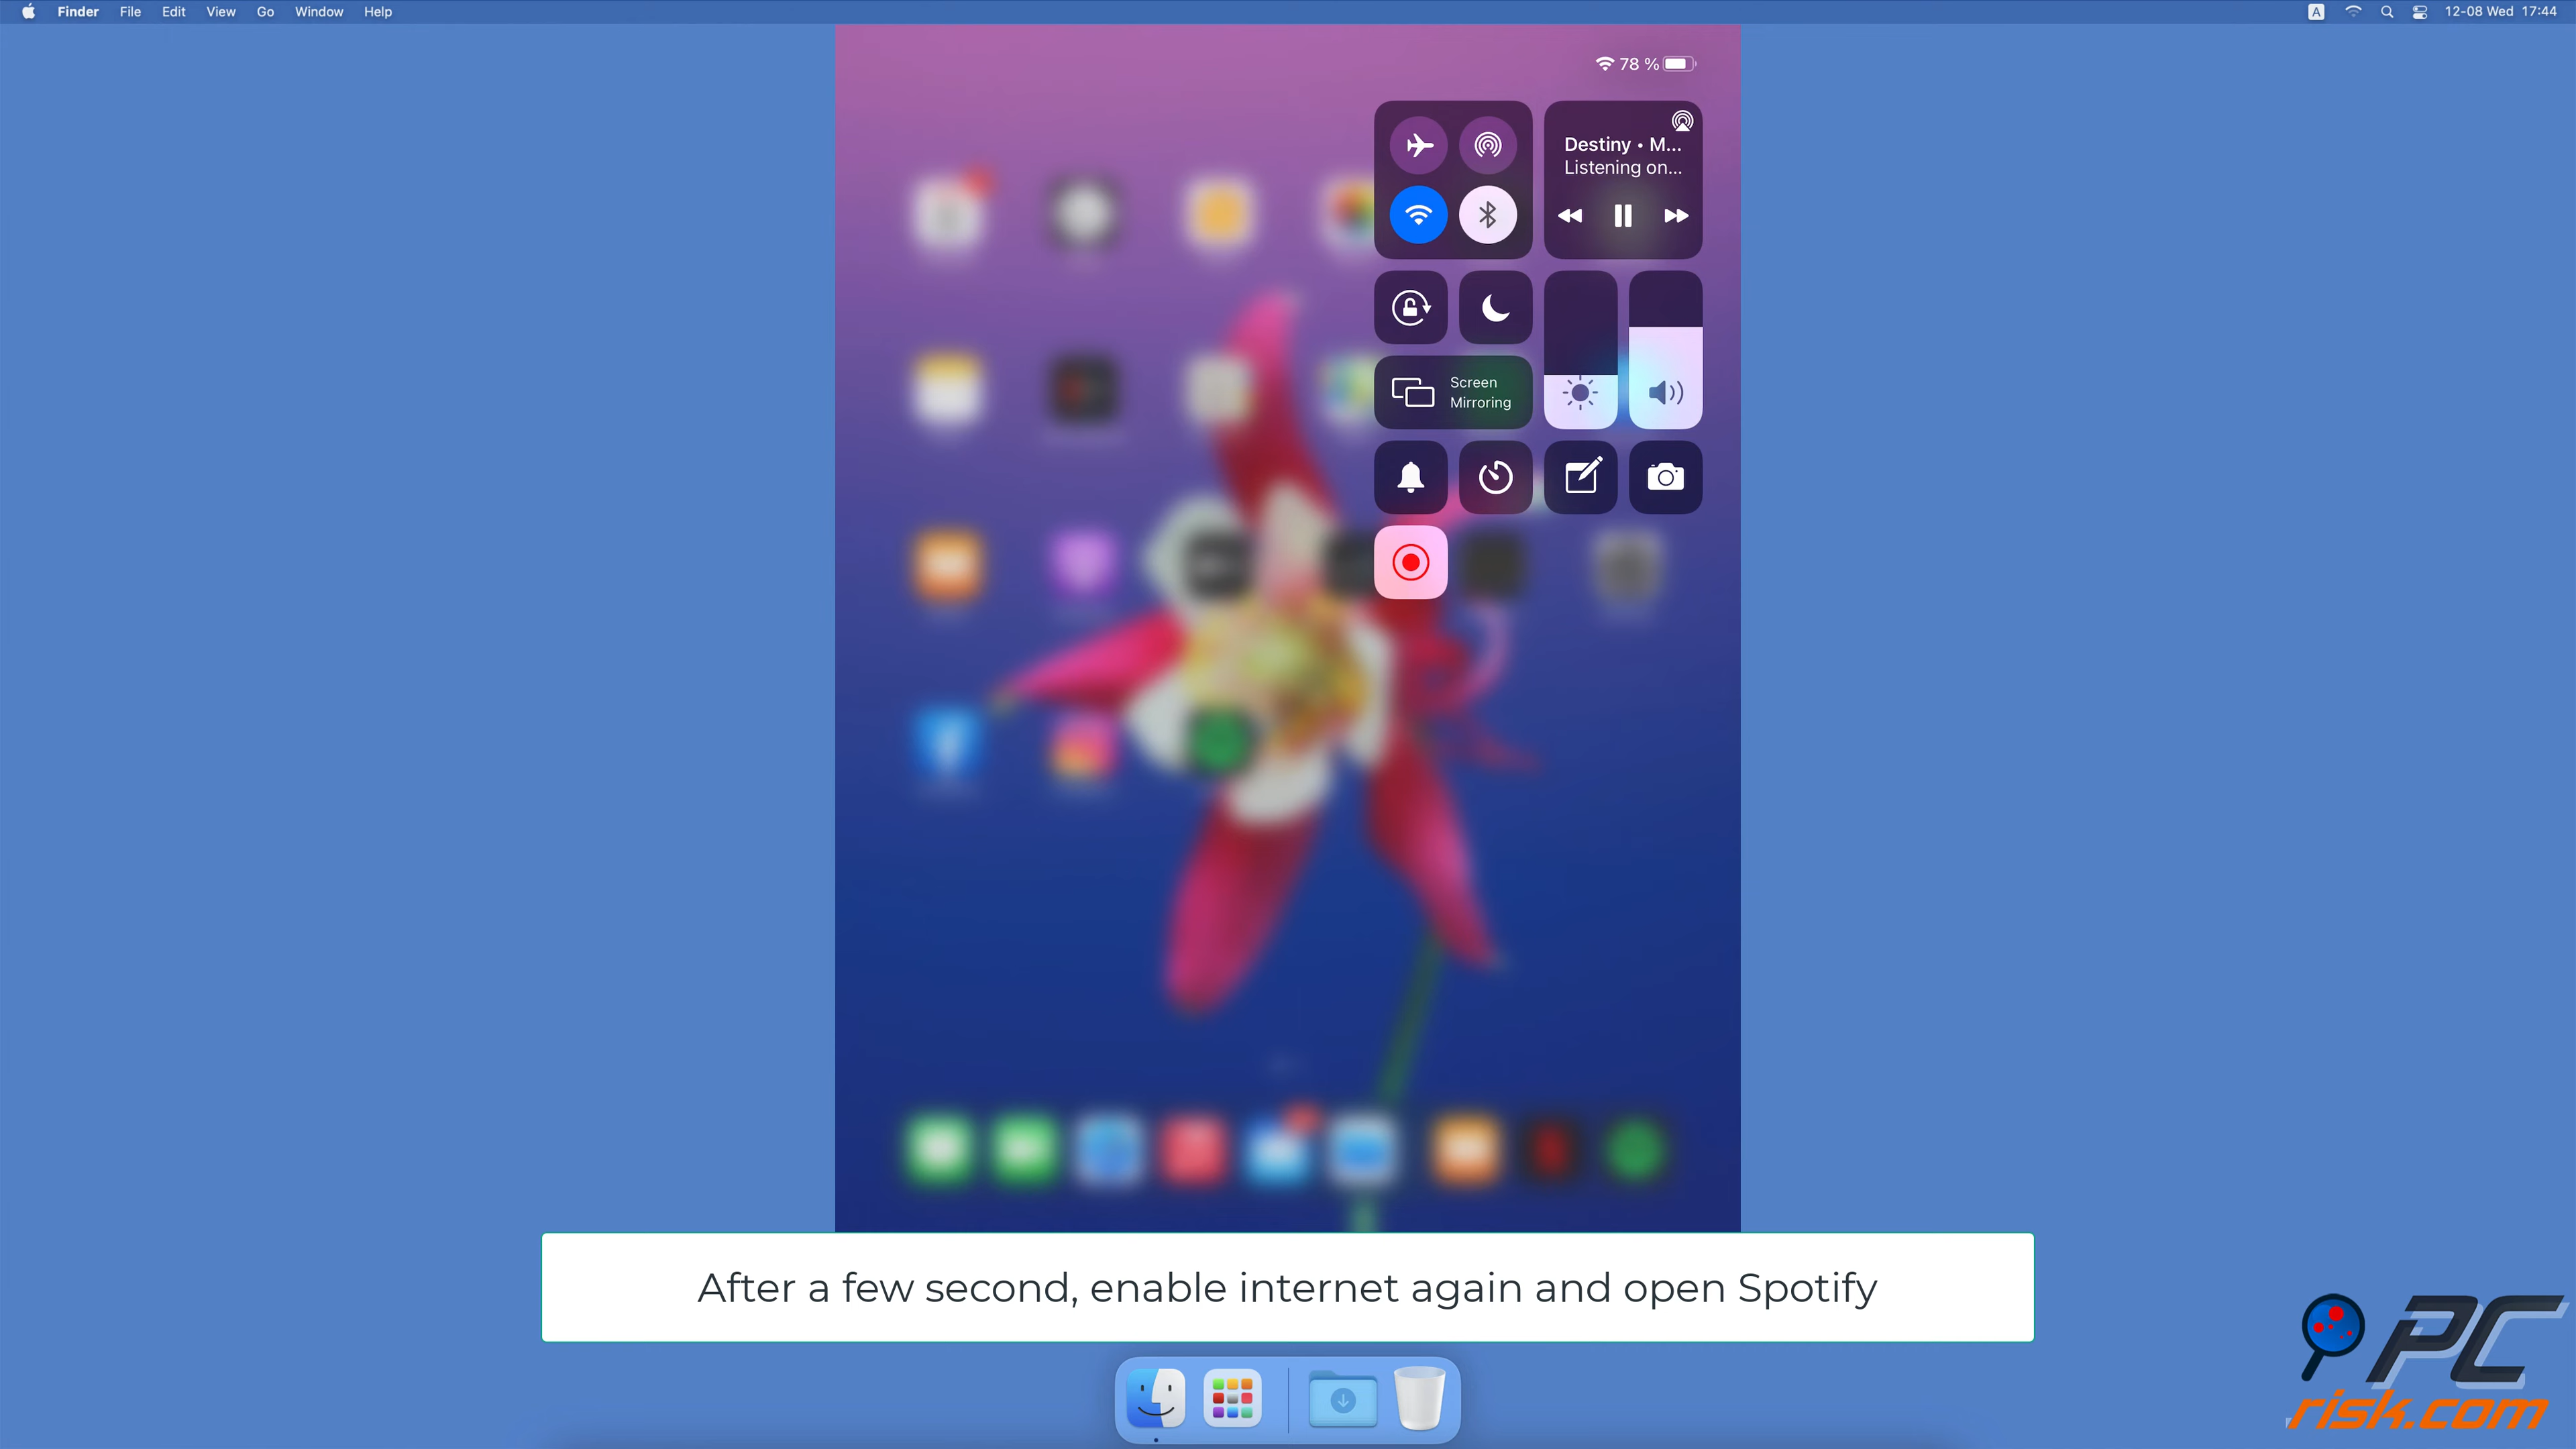 Finder File Edit View Go Window Help
A 12-08 Wed 17:44
78 %
Destiny • M...
Listening on...
Screen
Mirroring
After a few second, enable internet again and open Spotify
PC
risk.com